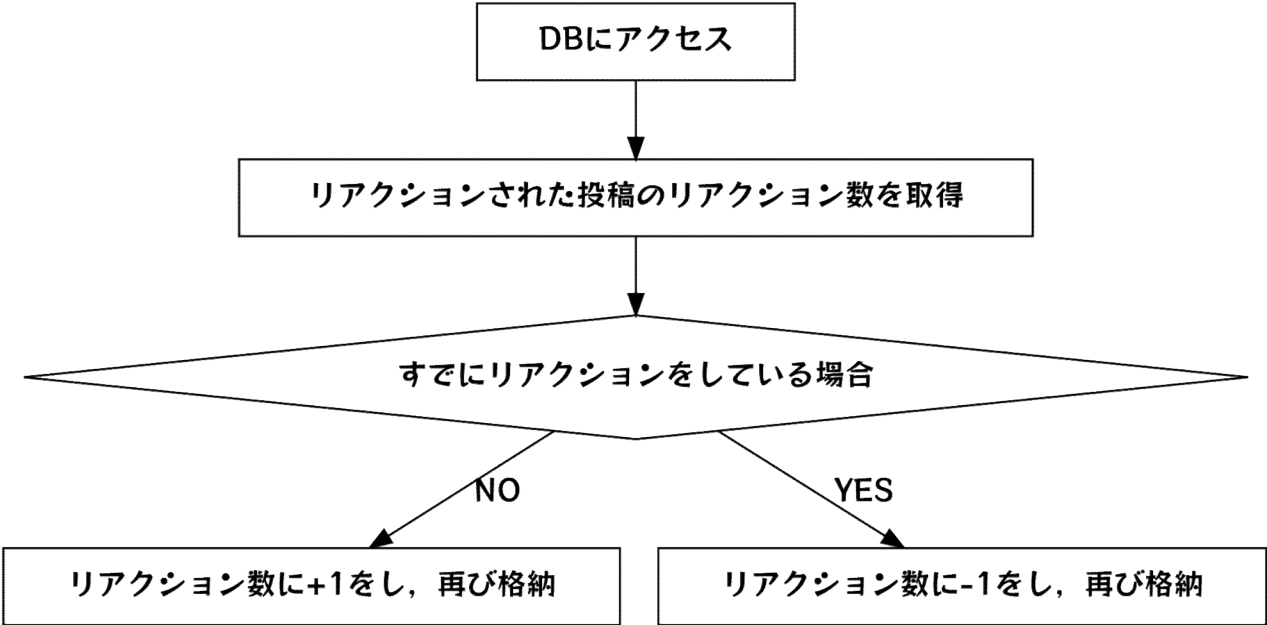 DBにアクセス
リアクションされた投稿のリアクション数を取得
すでにリアクションをしている場合
NO
YES
リアクション数に+1をし，再び格納
リアクション数に-1をし，再び格納